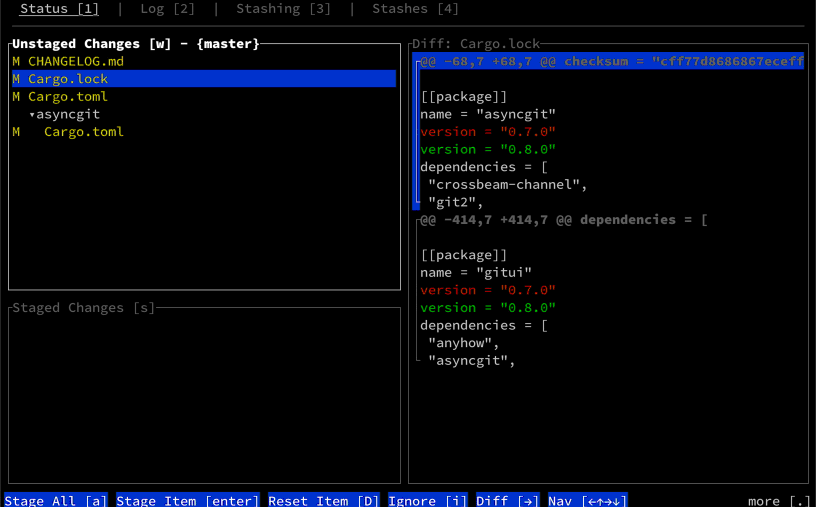 Status [1] | Log [2] | Stashing [3] | Stashes [4]
Unstaged Changes [w] - {master}
M CHANGELOG.md
M Cargo.lock
M Cargo.toml
▾asyncgit
M Cargo.toml
Staged Changes [s]
Diff: Cargo.lock
@@ -68,7 +68,7 @@ checksum = "cff77d8686867eceff
[[package]]
name = "asyncgit"
version = "0.7.0"
version = "0.8.0"
dependencies = [
"crossbeam-channel",
"git2",
@@ -414,7 +414,7 @@ dependencies = [
[[package]]
name = "gitui"
version = "0.7.0"
version = "0.8.0"
dependencies = [
"anyhow",
"asyncgit",
Stage All [a] Stage Item [enter] Reset Item [D] Ignore [i] Diff [→] Nav [←↑→↓] more [.]